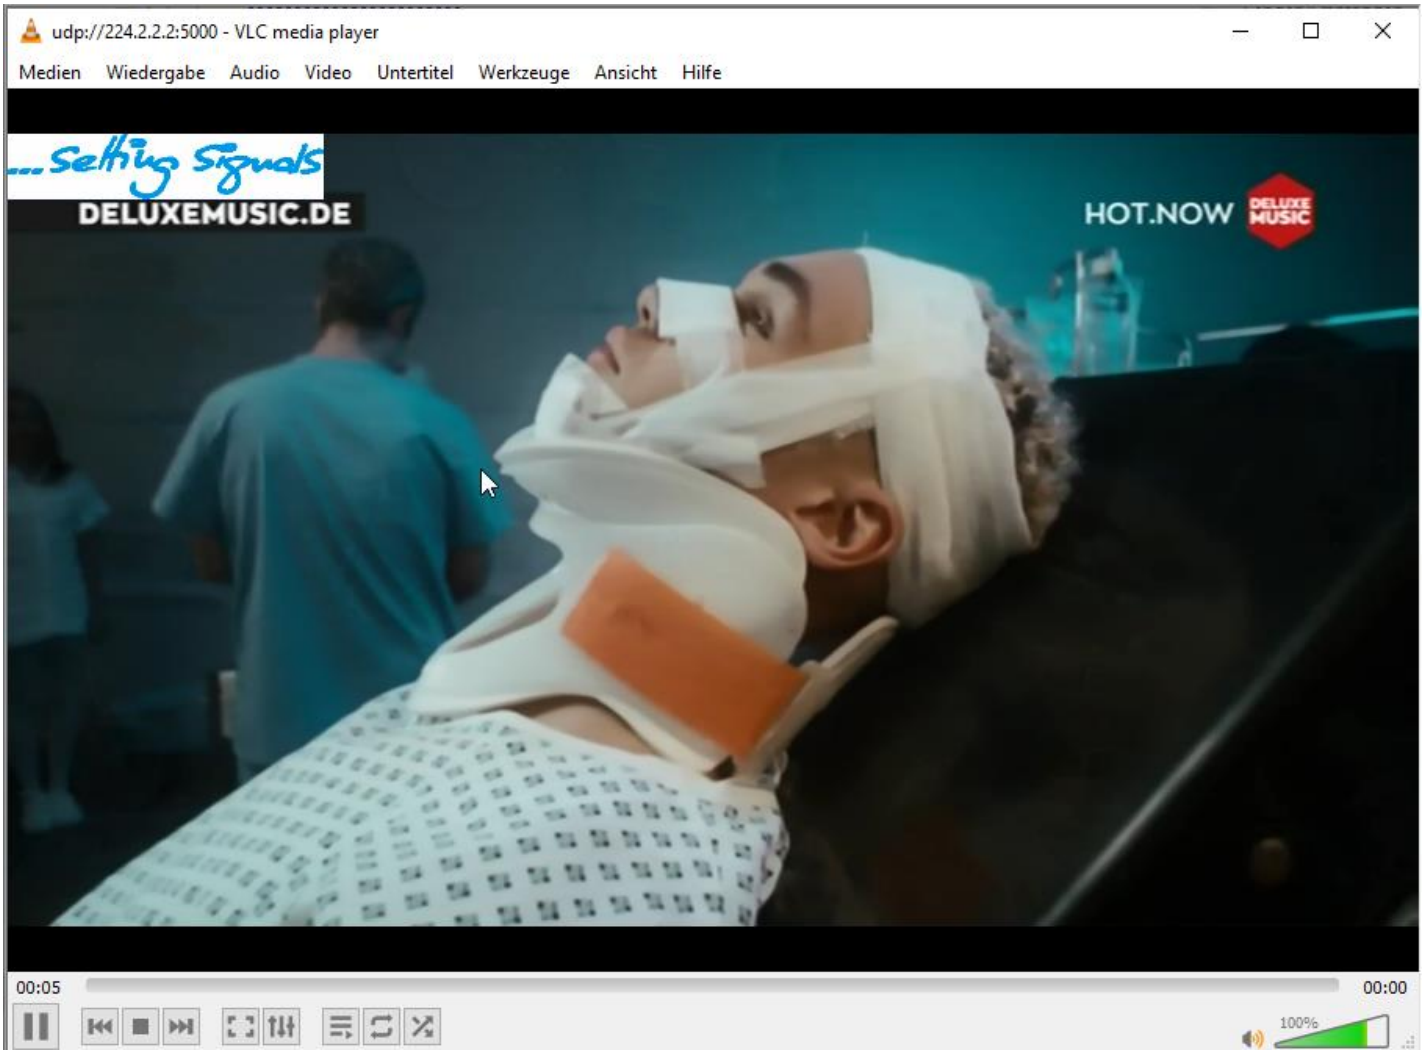 udp://224.2.2.2:5000 - VLC media player
Medien Wiedergabe Audio Video Untertitel Werkzeuge Ansicht Hilfe
...setting signals
DELUXEMUSIC.DE
HOT.NOW DELUXE MUSIC
00:05 00:00
100%